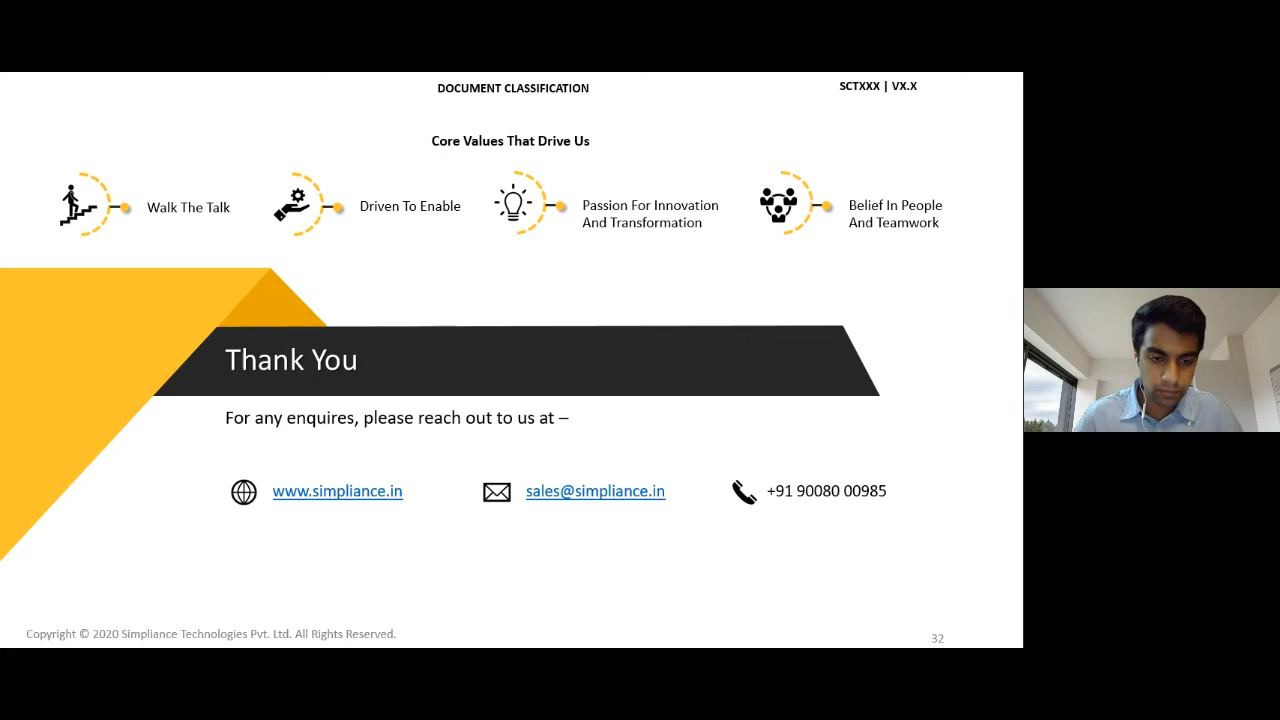 DOCUMENT CLASSIFICATION
SCTXXX | VX.X
Core Values That Drive Us
Walk The Talk
Driven To Enable
Passion For Innovation
And Transformation
Belief In People
And Teamwork
Thank You
For any enquires, please reach out to us at –
www.simpliance.in
sales@simpliance.in
+91 90080 00985
Copyright © 2020 Simpliance Technologies Pvt. Ltd. All Rights Reserved.
32